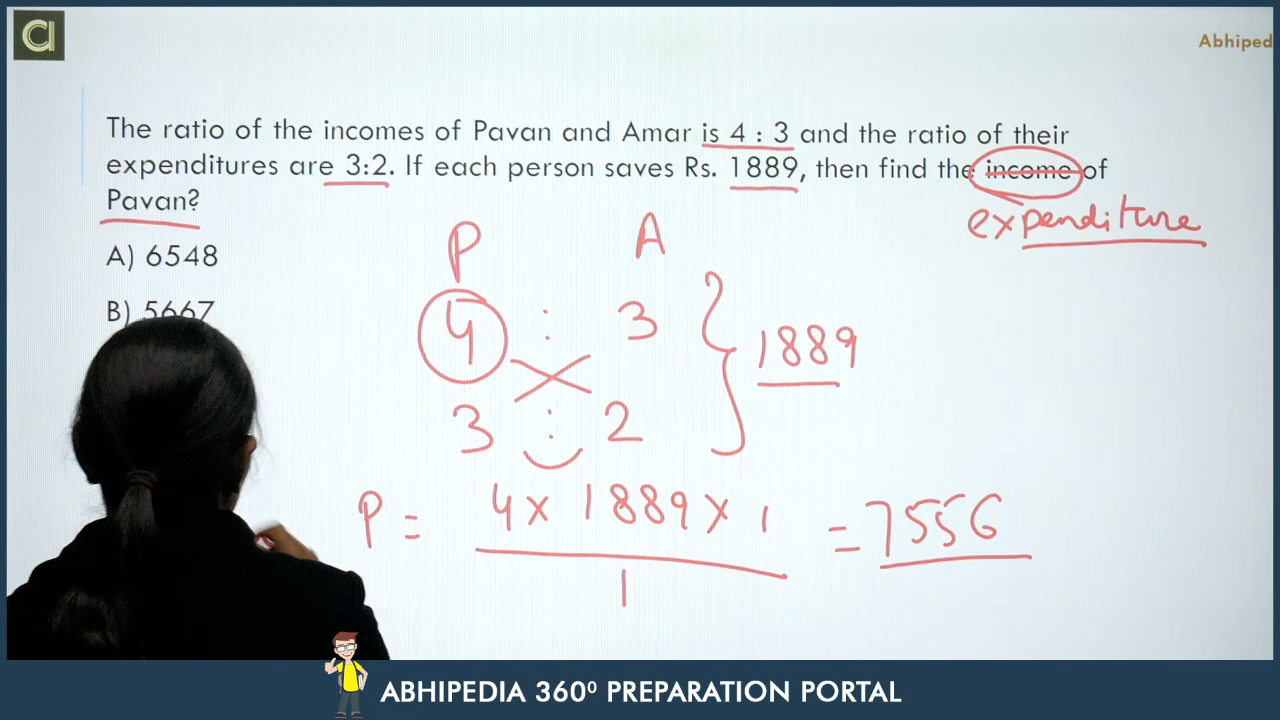 Abhiped
The ratio of the incomes of Pavan and Amar is 4 : 3 and the ratio of their
expenditures are 3:2. If each person saves Rs. 1889, then find the income of
Pavan?
expenditure
A) 6548
B) 5667
P A
4 : 3
1889
3 : 2
P = 4 x 1889 x 1 = 7556
1
ABHIPEDIA 360⁰ PREPARATION PORTAL